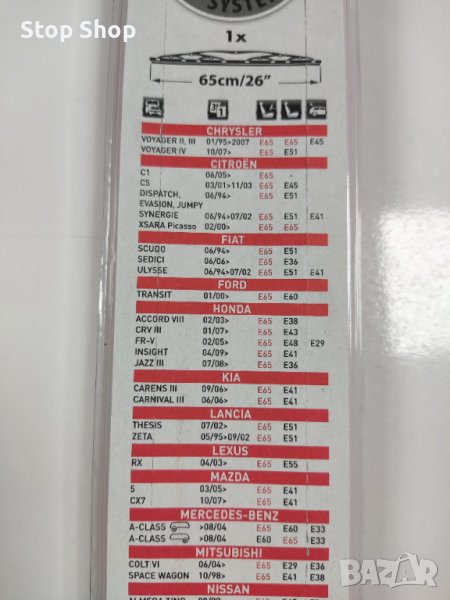 Stop Shop
SYSTEM
1x
65cm/26"
CHRYSLER
VOYAGER II, III 01/95>2007 E65 E65 E45
VOYAGER IV 10/07> E65 E51
CITROËN
C1 06/05> E65 -
C5 03/01>11/03 E65 E45
DISPATCH, 06/94> E65 E51
EVASION, JUMPY
SYNERGIE 06/94>07/02 E65 E51 E41
XSARA Picasso 02/00> E65 E65
FIAT
SCUDO 06/94> E65 E51
SEDICI 06/06> E65 E36
ULYSSE 06/94>07/02 E65 E51 E41
FORD
TRANSIT 01/00> E65 E60
HONDA
ACCORD VIII 02/03> E65 E38
CRV III 01/07> E65 E43
FR-V 02/05> E65 E48 E29
INSIGHT 04/09> E65 E41
JAZZ III 07/08> E65 E36
KIA
CARENS III 09/06> E65 E41
CARNIVAL III 06/06> E65 E41
LANCIA
THESIS 07/02> E65 E51
ZETA 05/95>09/02 E65 E51
LEXUS
RX 04/03> E65 E55
MAZDA
5 03/05> E65 E41
CX7 10/07> E65 E41
MERCEDES-BENZ
A-CLASS >08/04 E65 E60 E33
A-CLASS >08/04 E60 E65 E33
MITSUBISHI
COLT VI 06/04> E65 E29 E36
SPACE WAGON 10/98> E65 E41 E38
NISSAN
BAZAR